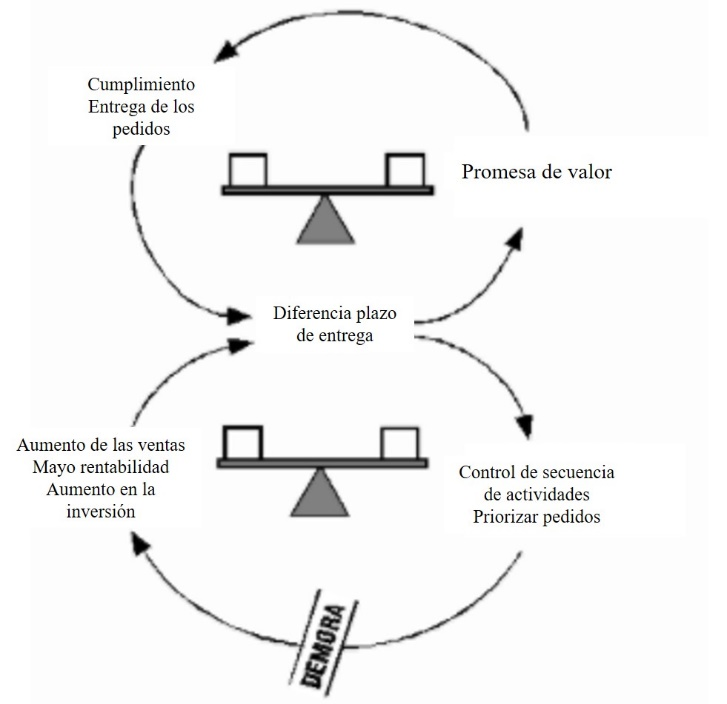 Cumplimiento
Entrega de los
pedidos
Promesa de valor
Diferencia plazo
de entrega
Aumento de las ventas
Mayo rentabilidad
Aumento en la
inversión
Control de secuencia
de actividades
Priorizar pedidos
DEMORA